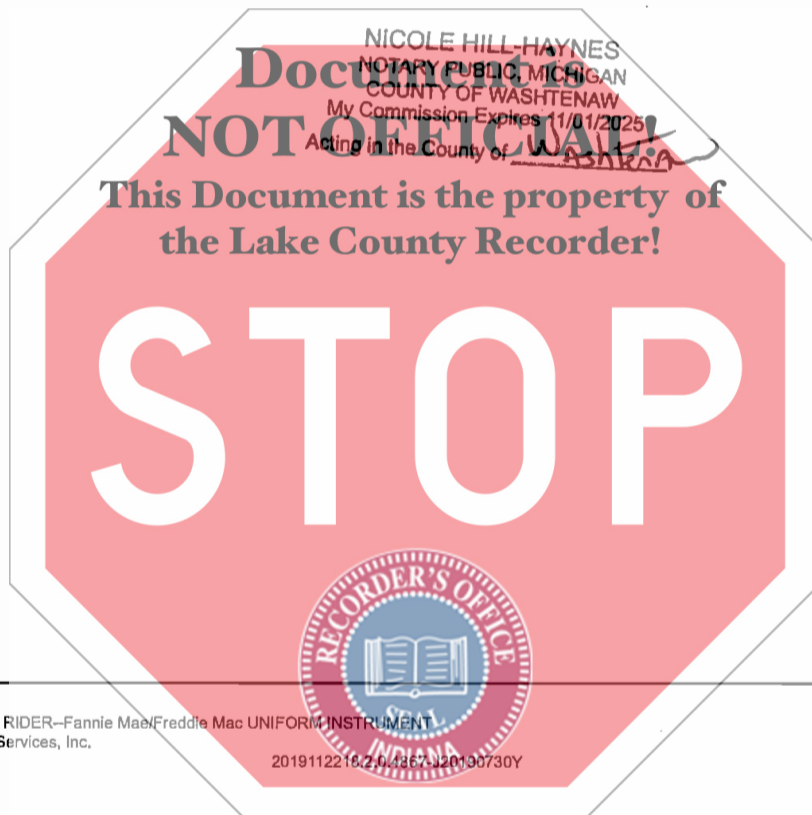 NICOLE HILL-HAYNES
Document is
NOTARY PUBLIC, MICHIGAN
COUNTY OF WASHTENAW
My Commission Expires 11/01/2025
NOT OFFICIAL!
Acting in the County of
This Document is the property of
the Lake County Recorder!
STOP
RECORDER'S OFFICE
SEAL
INDIANA
RIDER--Fannie Mae/Freddie Mac UNIFORM INSTRUMENT
Services, Inc.